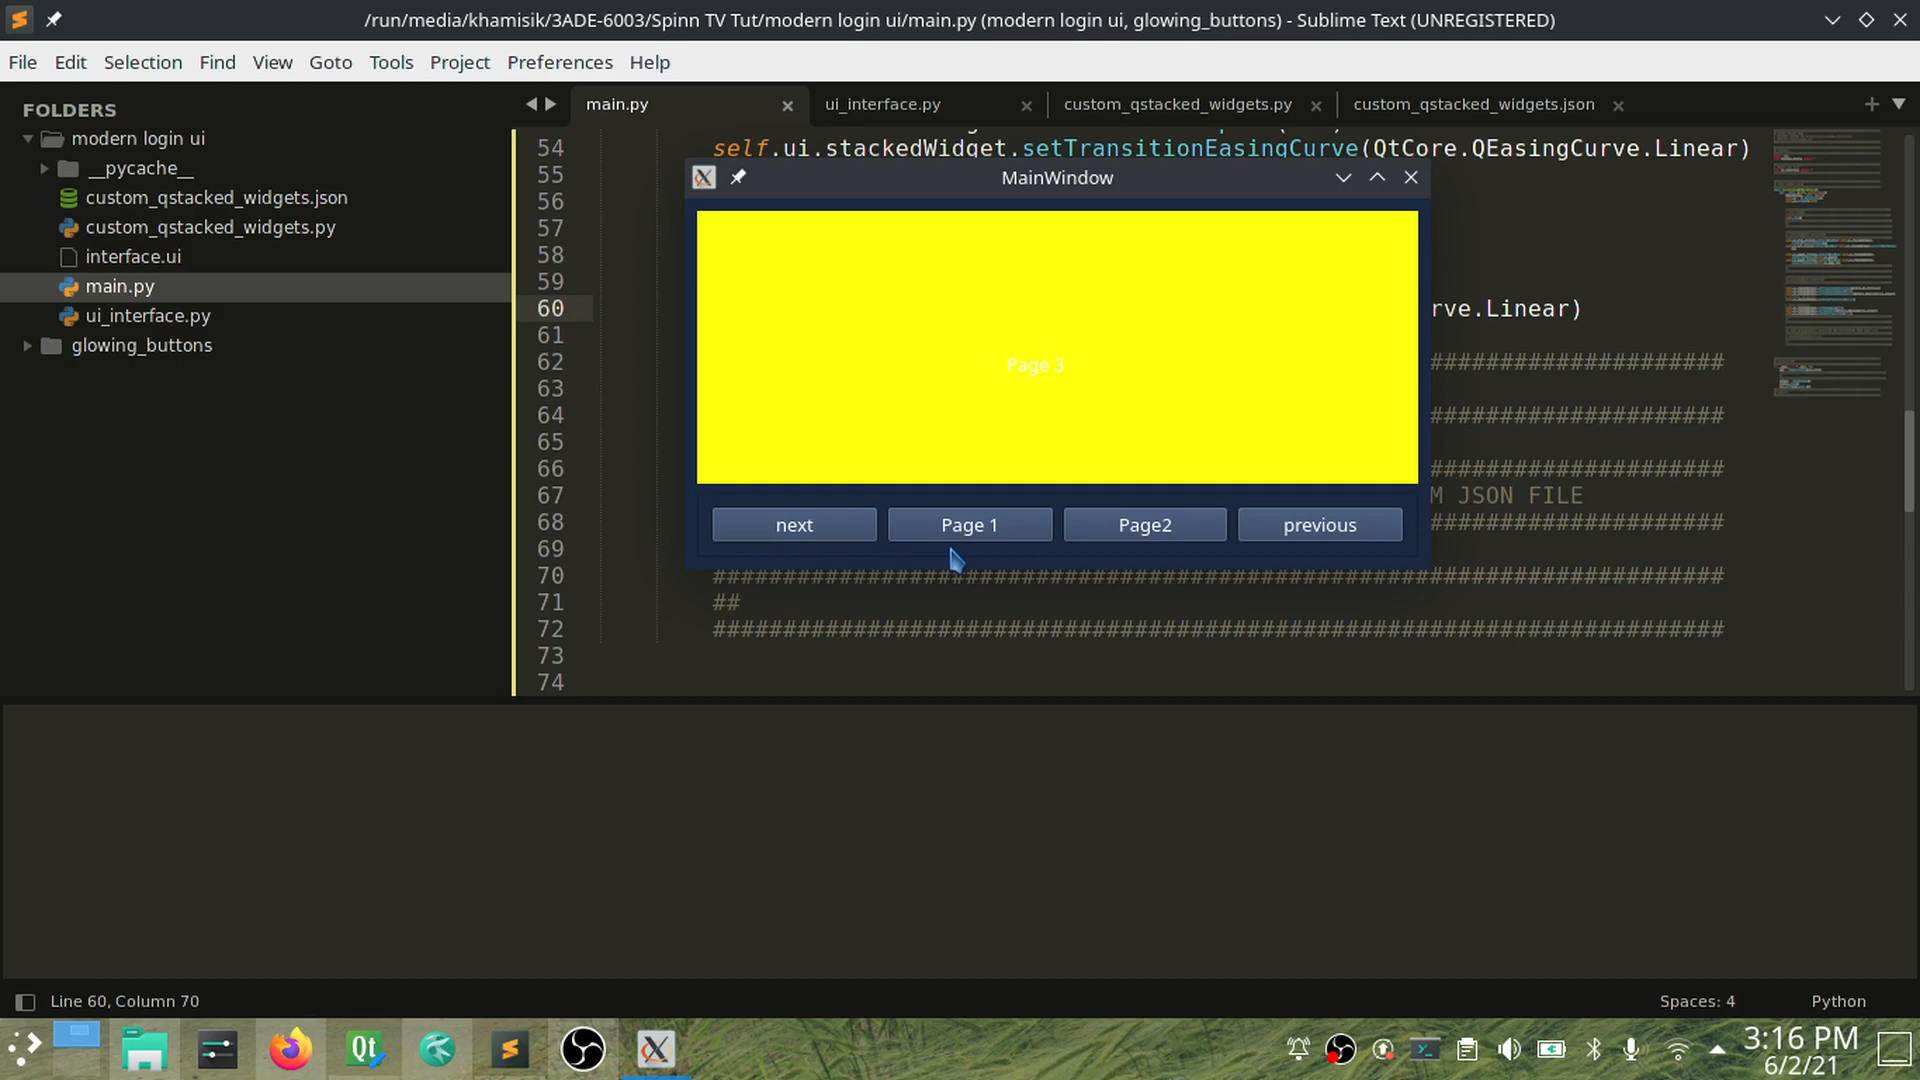 /run/media/khamisik/3ADE-6003/Spinn TV Tut/modern login ui/main.py (modern login ui, glowing_buttons) - Sublime Text (UNREGISTERED)
File Edit Selection Find View Goto Tools Project Preferences Help
FOLDERS
modern login ui
__pycache__
custom_qstacked_widgets.json
custom_qstacked_widgets.py
interface.ui
main.py
ui_interface.py
glowing_buttons
main.py ui_interface.py custom_qstacked_widgets.py custom_qstacked_widgets.json
54 self.ui.stackedWidget.setTransitionEasingCurve(QtCore.QEasingCurve.Linear)
55
56
57
58
59
60 rve.Linear)
61
62 #####################
63
64 #####################
65
66 #####################
67 M JSON FILE
68 #####################
69
70 ########################################################################
71 ##
72 ########################################################################
73
74
MainWindow
Page 3
next Page 1 Page2 previous
Line 60, Column 70 Spaces: 4 Python
Qt
3:16 PM
6/2/21